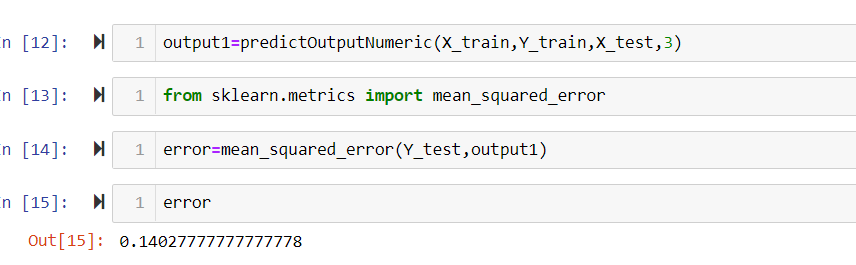 n [12]: 1 output1=predictOutputNumeric(X_train,Y_train,X_test,3)
n [13]: 1 from sklearn.metrics import mean_squared_error
n [14]: 1 error=mean_squared_error(Y_test,output1)
n [15]: 1 error
Out[15]: 0.14027777777777778